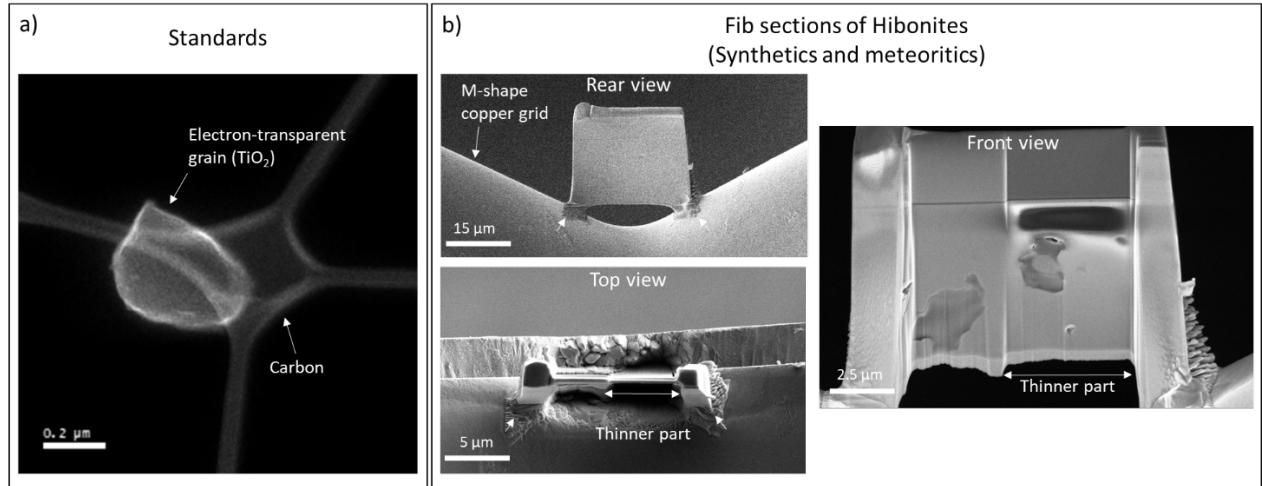 a)
Standards
Electron-transparent
grain (TiO₂)
Carbon
0.2 µm
b)
Fib sections of Hibonites
(Synthetics and meteoritics)
Rear view
M-shape
copper grid
15 µm
Top view
Thinner part
5 µm
Front view
2.5 µm
Thinner part